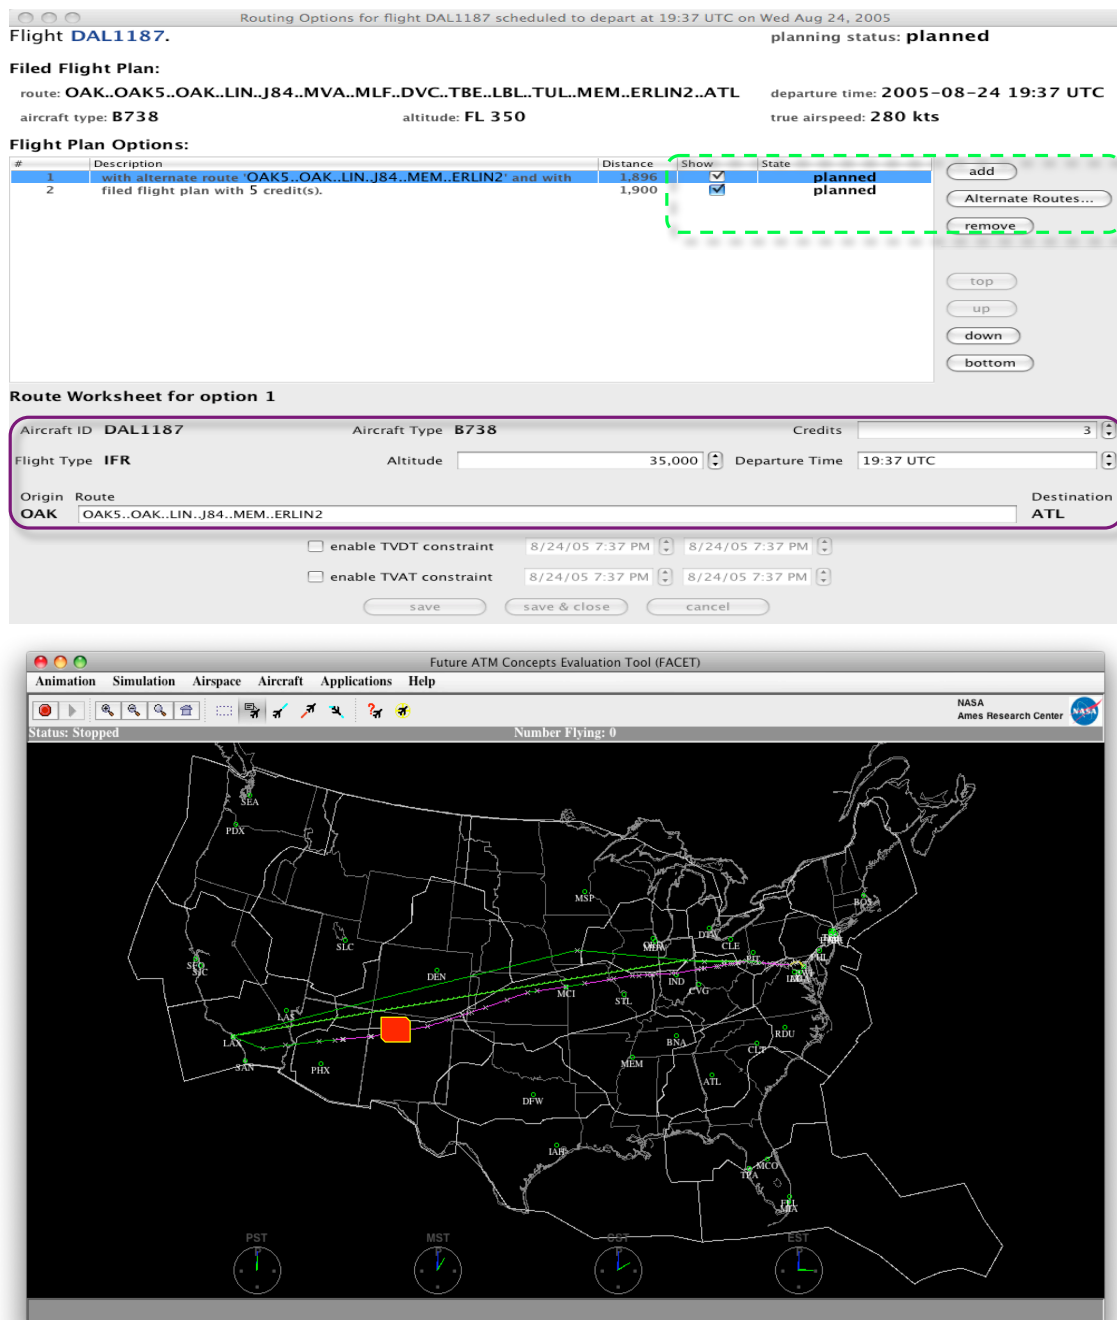 Routing Options for flight DAL1187 scheduled to depart at 19:37 UTC on Wed Aug 24, 2005
Flight DAL1187. planning status: planned
Filed Flight Plan:
route: OAK..OAK5..OAK..LIN..J84..MVA..MLF..DVC..TBE..LBL..TUL..MEM..ERLIN2..ATL departure time: 2005-08-24 19:37 UTC
aircraft type: B738 altitude: FL 350 true airspeed: 280 kts
Flight Plan Options:
# Description Distance Show State
1 with alternate route 'OAK5..OAK..LIN..J84..MEM..ERLIN2' and with 1,896 planned
2 filed flight plan with 5 credit(s). 1,900 planned
add
Alternate Routes...
remove
top
up
down
bottom
Route Worksheet for option 1
Aircraft ID DAL1187 Aircraft Type B738 Credits 3
Flight Type IFR Altitude 35,000 Departure Time 19:37 UTC
Origin Route Destination
OAK OAK5..OAK..LIN..J84..MEM..ERLIN2 ATL
enable TVDT constraint 8/24/05 7:37 PM 8/24/05 7:37 PM
enable TVAT constraint 8/24/05 7:37 PM 8/24/05 7:37 PM
save save & close cancel
Future ATM Concepts Evaluation Tool (FACET)
Animation Simulation Airspace Aircraft Applications Help
NASA
Ames Research Center
NASA
Status: Stopped Number Flying: 0
SEA
PDX
MSP
BOS
SLC
DTW
CLE
PIT
PHL
SFO
SJC
DEN
IND
CVG
MCI
STL
LAS
LAX
RDU
BNA
CLT
SAN
PHX
MEM
ATL
DFW
IAH
MCO
TPA
MIA
PST MST CST EST
P P P P